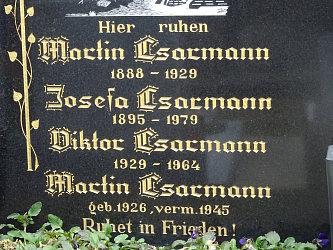 Hier ruhen
Martin Csarmann
1888 - 1929
Josefa Csarmann
1895 - 1979
Viktor Csarmann
1929 - 1964
Martin Csarmann
geb.1926, verm.1945
Ruhet in Frieden!